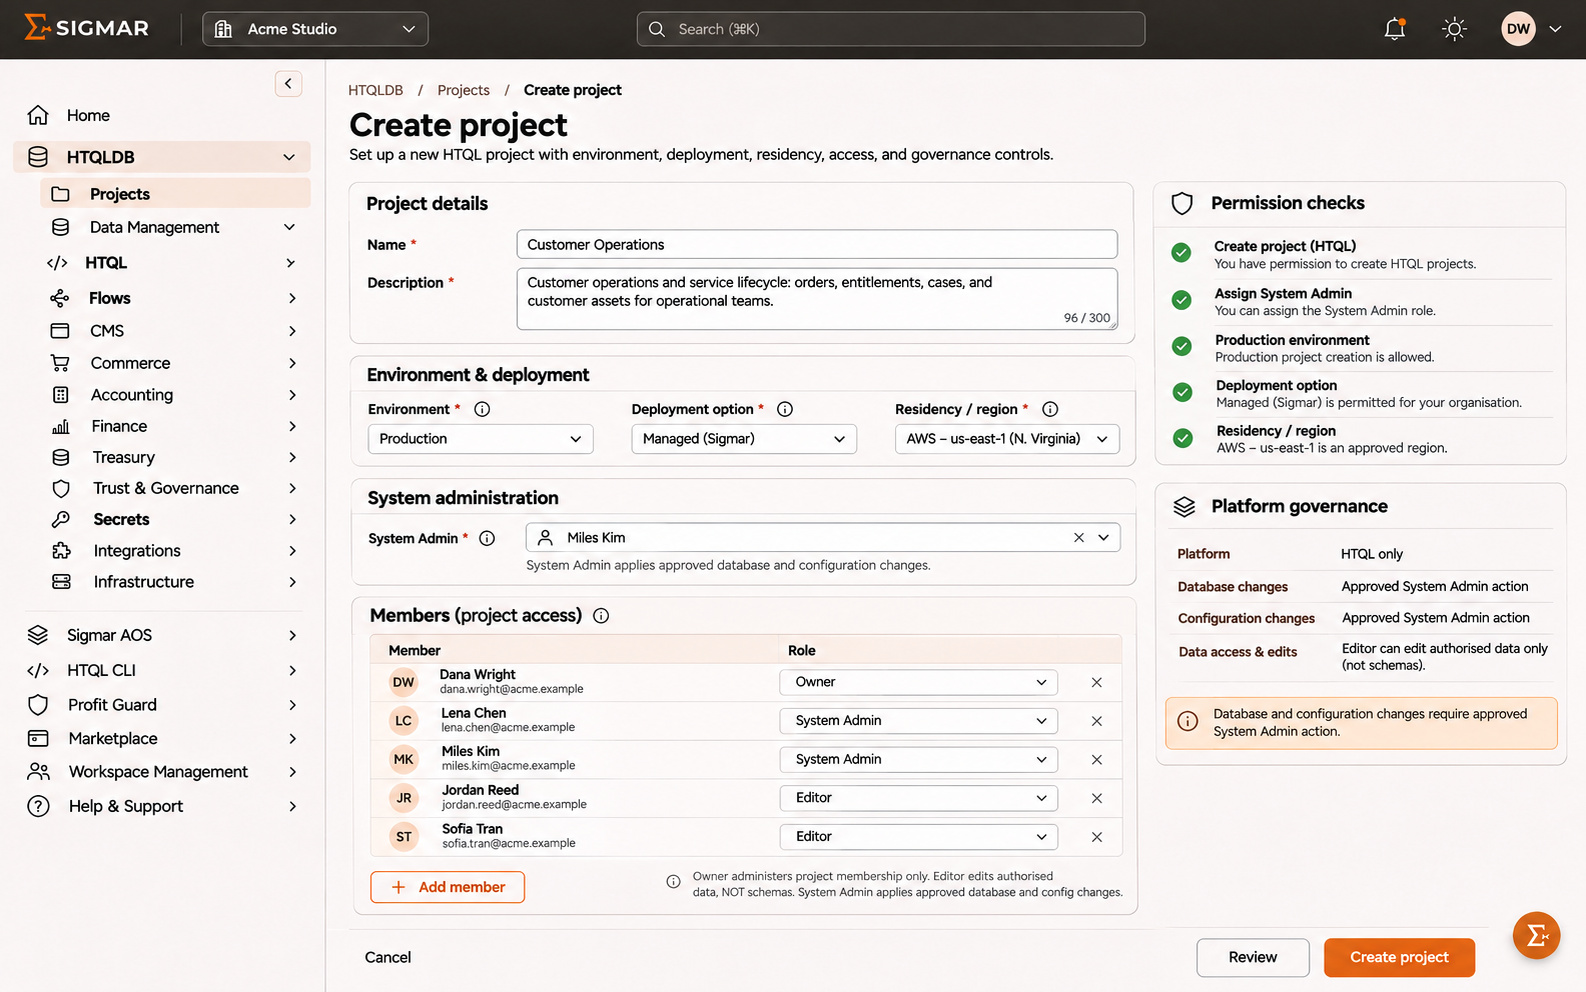 SIGMAR
Acme Studio
Search (⌘K)
DW
Home
HTQLDB
Projects
Data Management
HTQL
Flows
CMS
Commerce
Accounting
Finance
Treasury
Trust & Governance
Secrets
Integrations
Infrastructure
Sigmar AOS
HTQL CLI
Profit Guard
Marketplace
Workspace Management
Help & Support
HTQLDB / Projects / Create project
Create project
Set up a new HTQL project with environment, deployment, residency, access, and governance controls.
Project details
Name *
Customer Operations
Description *
Customer operations and service lifecycle: orders, entitlements, cases, and
customer assets for operational teams.
96 / 300
Environment & deployment
Environment *
Deployment option *
Residency / region *
Production
Managed (Sigmar)
AWS – us-east-1 (N. Virginia)
System administration
System Admin *
Miles Kim
System Admin applies approved database and configuration changes.
Members (project access)
Member
Role
DW
Dana Wright
dana.wright@acme.example
Owner
LC
Lena Chen
lena.chen@acme.example
System Admin
MK
Miles Kim
miles.kim@acme.example
System Admin
JR
Jordan Reed
jordan.reed@acme.example
Editor
ST
Sofia Tran
sofia.tran@acme.example
Editor
+ Add member
Owner administers project membership only. Editor edits authorised
data, NOT schemas. System Admin applies approved database and config changes.
Cancel
Review
Create project
Permission checks
Create project (HTQL)
You have permission to create HTQL projects.
Assign System Admin
You can assign the System Admin role.
Production environment
Production project creation is allowed.
Deployment option
Managed (Sigmar) is permitted for your organisation.
Residency / region
AWS – us-east-1 is an approved region.
Platform governance
Platform
HTQL only
Database changes
Approved System Admin action
Configuration changes
Approved System Admin action
Data access & edits
Editor can edit authorised data only
(not schemas).
Database and configuration changes require approved
System Admin action.